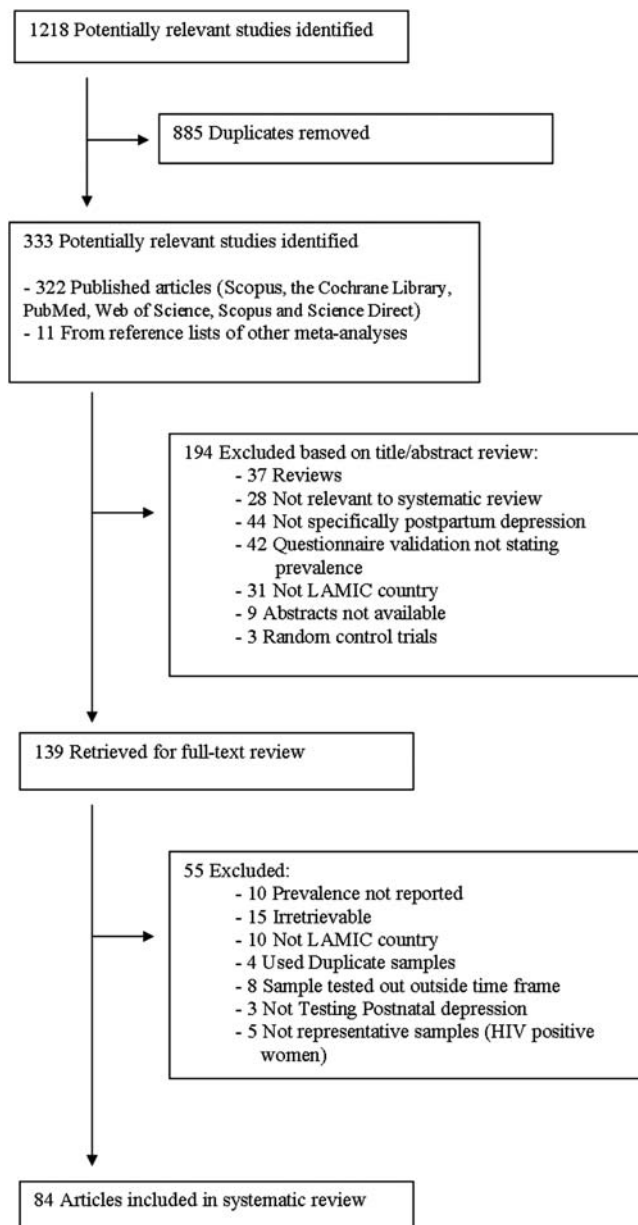 1218 Potentially relevant studies identified
885 Duplicates removed
333 Potentially relevant studies identified
- 322 Published articles (Scopus, the Cochrane Library,
PubMed, Web of Science, Scopus and Science Direct)
- 11 From reference lists of other meta-analyses
194 Excluded based on title/abstract review:
- 37 Reviews
- 28 Not relevant to systematic review
- 44 Not specifically postpartum depression
- 42 Questionnaire validation not stating
prevalence
- 31 Not LAMIC country
- 9 Abstracts not available
- 3 Random control trials
139 Retrieved for full-text review
55 Excluded:
- 10 Prevalence not reported
- 15 Irretrievable
- 10 Not LAMIC country
- 4 Used Duplicate samples
- 8 Sample tested out outside time frame
- 3 Not Testing Postnatal depression
- 5 Not representative samples (HIV positive
women)
84 Articles included in systematic review